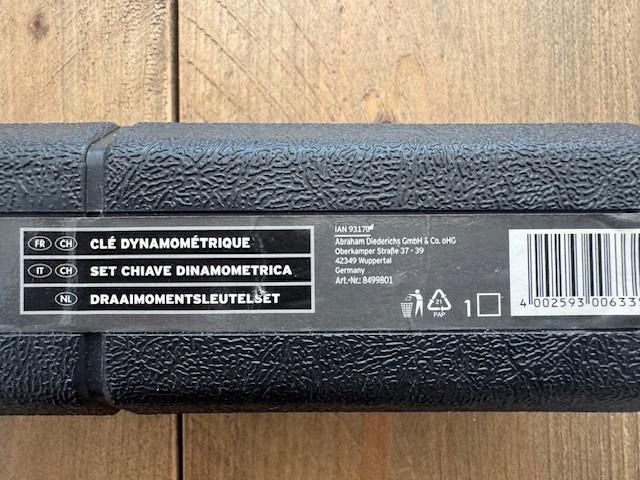 FR CH CLÉ DYNAMOMÉTRIQUE
IT CH SET CHIAVE DINAMOMETRICA
NL DRAAIMOMENTSLEUTELSET
IAN 93170
Abraham Diederichs GmbH & Co. oHG
Oberkamper Straße 37 - 39
42349 Wuppertal
Germany
Art.-Nr.: 8499801
21
PAP
1
4 002593 00633